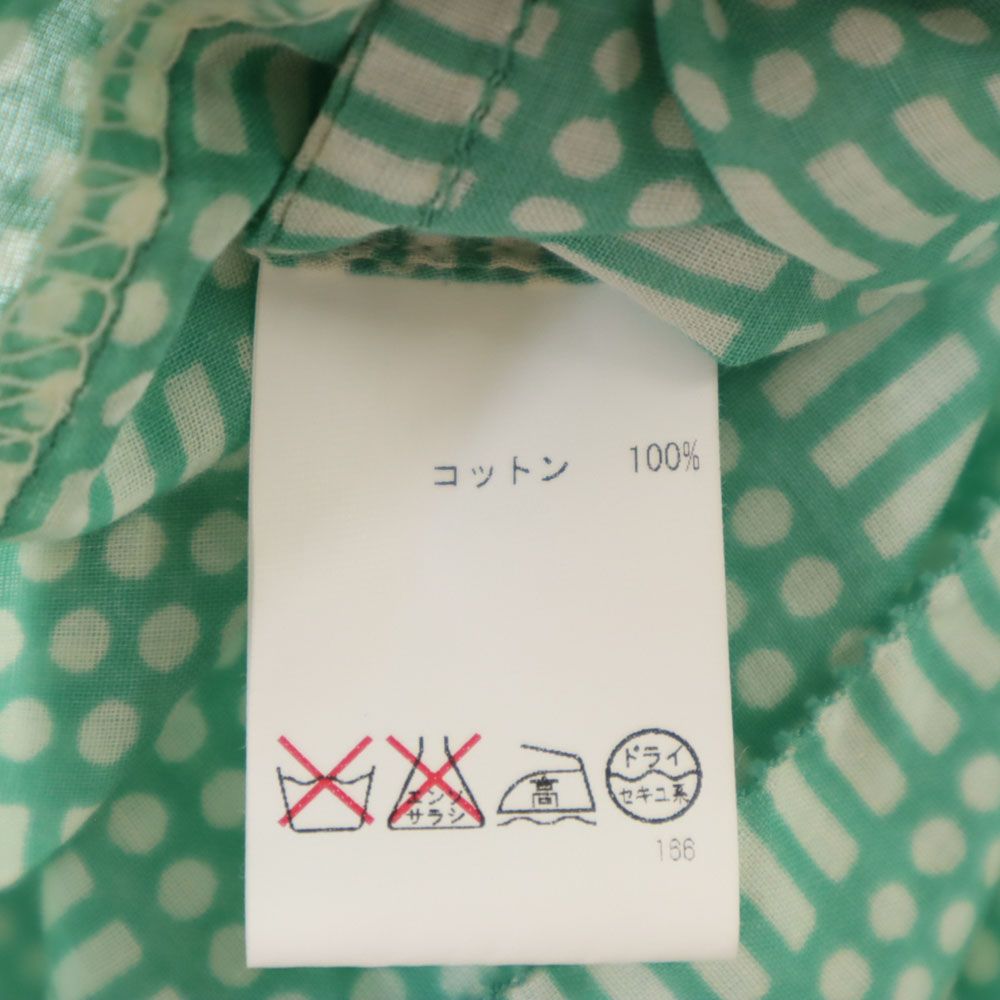 コットン 100%
エンソ
サラシ
高
ドライ
セキユ系
166